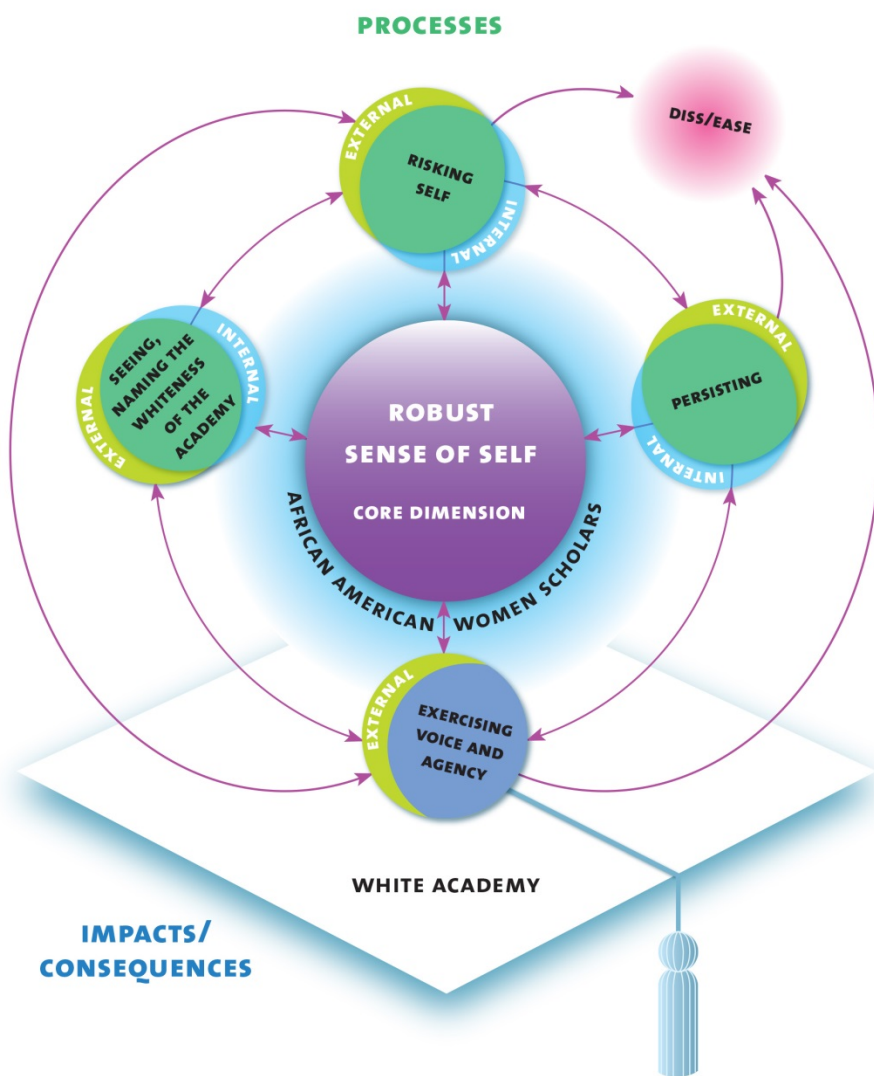 PROCESSES
DISS/EASE
EXTERNAL
RISKING
SELF
INTERNAL
SEEING,
NAMING THE
WHITENESS
OF THE
ACADEMY
INTERNAL
EXTERNAL
EXTERNAL
PERSISTING
INTERNAL
ROBUST
SENSE OF SELF
CORE DIMENSION
AFRICAN AMERICAN WOMEN SCHOLARS
EXTERNAL
EXERCISING
VOICE AND
AGENCY
WHITE ACADEMY
IMPACTS/
CONSEQUENCES